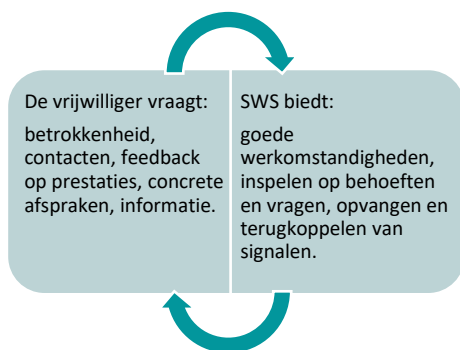 De vrijwilliger vraagt:
betrokkenheid,
contacten, feedback
op prestaties, concrete
afspraken, informatie.
SWS biedt:
goede
werkomstandigheden,
inspelen op behoeften
en vragen, opvangen en
terugkoppelen van
signalen.